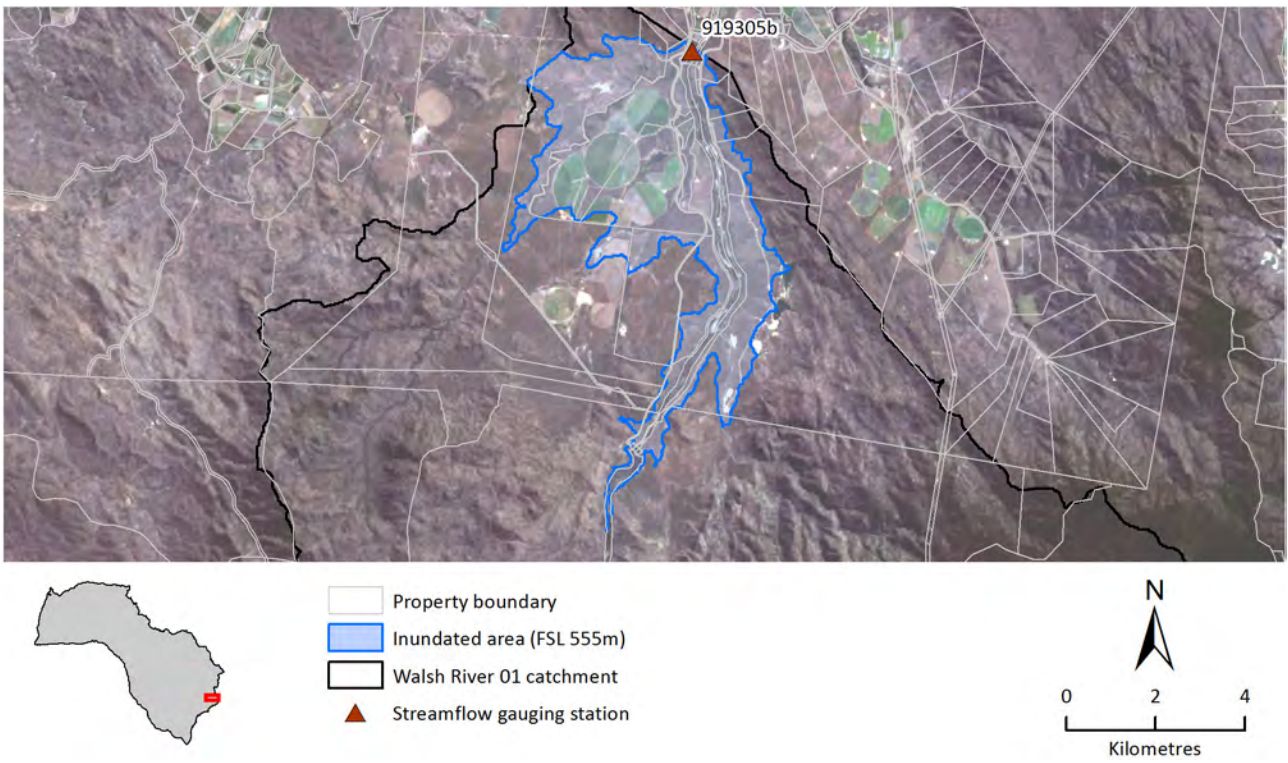 919305b
Property boundary
Inundated area (FSL 555m)
Walsh River 01 catchment
Streamflow gauging station
N
0 2 4
Kilometres